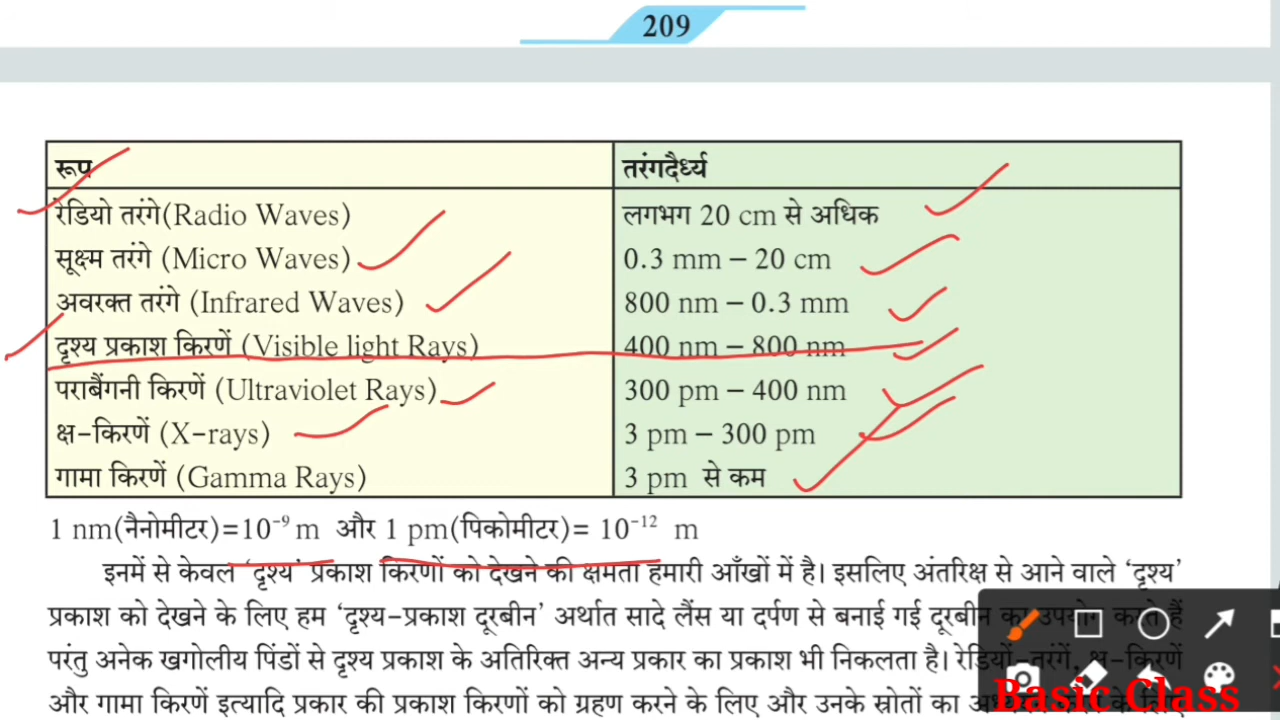 209
रूप तरंगदैर्ध्य
रेडियो तरंगे(Radio Waves) लगभग 20 cm से अधिक
सूक्ष्म तरंगे (Micro Waves) 0.3 mm – 20 cm
अवरक्त तरंगे (Infrared Waves) 800 nm – 0.3 mm
दृश्य प्रकाश किरणें (Visible light Rays) 400 nm – 800 nm
पराबैंगनी किरणें (Ultraviolet Rays) 300 pm – 400 nm
क्ष-किरणें (X-rays) 3 pm – 300 pm
गामा किरणें (Gamma Rays) 3 pm से कम
1 nm(नैनोमीटर)=10⁻⁹ m और 1 pm(पिकोमीटर)= 10⁻¹² m
इनमें से केवल ‘दृश्य’ प्रकाश किरणों को देखने की क्षमता हमारी आँखों में है। इसलिए अंतरिक्ष से आने वाले ‘दृश्य’
प्रकाश को देखने के लिए हम ‘दृश्य-प्रकाश दूरबीन’ अर्थात सादे लैंस या दर्पण से बनाई गई दूरबीन का उपयोग करते हैं
परंतु अनेक खगोलीय पिंडों से दृश्य प्रकाश के अतिरिक्त अन्य प्रकार का प्रकाश भी निकलता है। रेडियों-तरंगें, क्ष-किरणें
और गामा किरणें इत्यादि प्रकार की प्रकाश किरणों को ग्रहण करने के लिए और उनके स्रोतों का
Basic Class